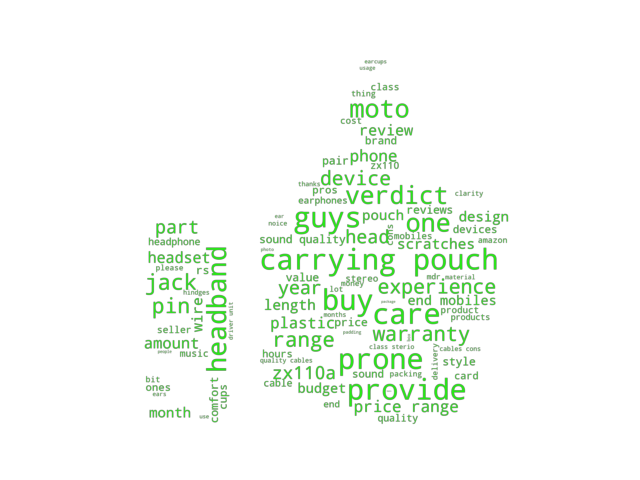 earcups
usage
class
thing
moto
cost
review
brand
phone
pair
zx110
device
thanks
pros
verdict
clarity
earphones
part
ear
noice
guys
pouch
reviews
one
design
devices
headphone
sound quality
head
cons
smobiles
scratches
amazon
headset
please
rs
photo
carrying pouch
jack
hindges
headband
value
stereo
mdr
material
year
lot
money
buy
experience
pin
wire
driver unit
length
package
end mobiles
care
product
products
seller
plastic
months
price
padding
warranty
amount
music
people
range
hours
class sterio
cables cons
quality cables
prone
delivery
style
zx110a
sound
packing
card
bit
ones
ears
comfort
cups
cable
budget
provide
month
use
end
price range
quality